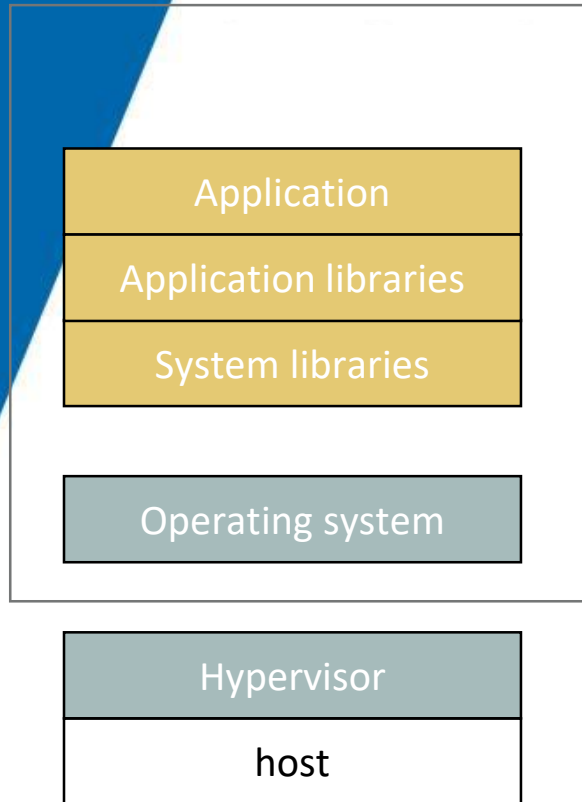 Application
Application libraries
System libraries
Operating system
Hypervisor
host